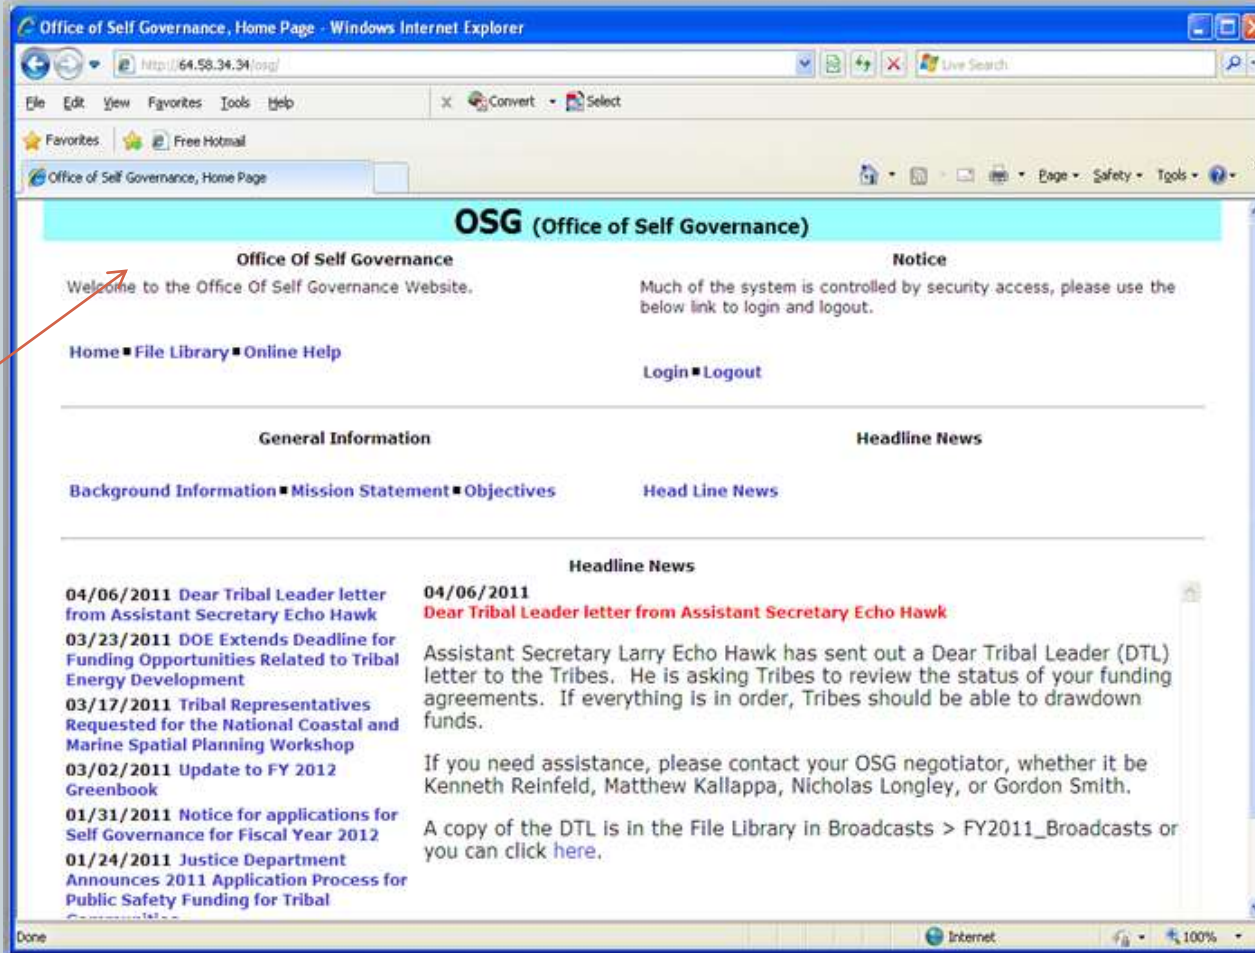 Office of Self Governance, Home Page - Windows Internet Explorer
http://64.58.34.34/osg/
Live Search
File Edit View Favorites Tools Help
Convert
Select
Favorites
Free Hotmail
Office of Self Governance, Home Page
Page
Safety
Tools
OSG (Office of Self Governance)
Office Of Self Governance
Welcome to the Office Of Self Governance Website.
Home▪File Library▪Online Help
Notice
Much of the system is controlled by security access, please use the
below link to login and logout.
Login▪Logout
General Information
Background Information▪Mission Statement▪Objectives
Headline News
Head Line News
Headline News
04/06/2011 Dear Tribal Leader letter
from Assistant Secretary Echo Hawk
03/23/2011 DOE Extends Deadline for
Funding Opportunities Related to Tribal
Energy Development
03/17/2011 Tribal Representatives
Requested for the National Coastal and
Marine Spatial Planning Workshop
03/02/2011 Update to FY 2012
Greenbook
01/31/2011 Notice for applications for
Self Governance for Fiscal Year 2012
01/24/2011 Justice Department
Announces 2011 Application Process for
Public Safety Funding for Tribal
04/06/2011
Dear Tribal Leader letter from Assistant Secretary Echo Hawk
Assistant Secretary Larry Echo Hawk has sent out a Dear Tribal Leader (DTL)
letter to the Tribes. He is asking Tribes to review the status of your funding
agreements. If everything is in order, Tribes should be able to drawdown
funds.
If you need assistance, please contact your OSG negotiator, whether it be
Kenneth Reinfeld, Matthew Kallappa, Nicholas Longley, or Gordon Smith.
A copy of the DTL is in the File Library in Broadcasts > FY2011_Broadcasts or
you can click here.
Done
Internet
100%